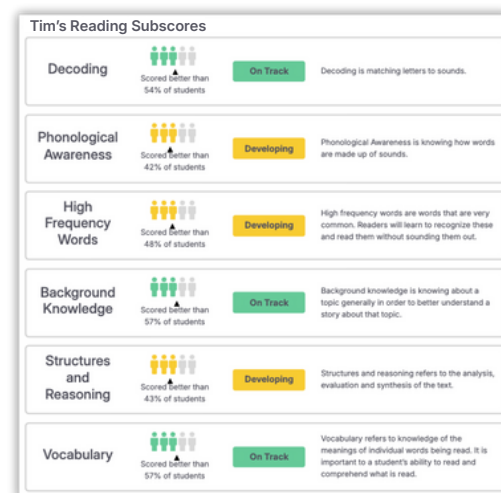 Tim's Reading Subscores
Decoding
Scored better than
54% of students
On Track
Decoding is matching letters to sounds.
Phonological
Awareness
Scored better than
42% of students
Developing
Phonological Awareness is knowing how words
are made up of sounds.
High
Frequency
Words
Scored better than
48% of students
Developing
High frequency words are words that are very
common. Readers will learn to recognize these
and read them without sounding them out.
Background
Knowledge
Scored better than
57% of students
On Track
Background knowledge is knowing about a
topic generally in order to better understand a
story about that topic.
Structures
and
Reasoning
Scored better than
43% of students
Developing
Structures and reasoning refers to the analysis,
evaluation and synthesis of the text.
Vocabulary
Scored better than
57% of students
On Track
Vocabulary refers to knowledge of the
meanings of individual words being read. It is
important to a student's ability to read and
comprehend what is read.